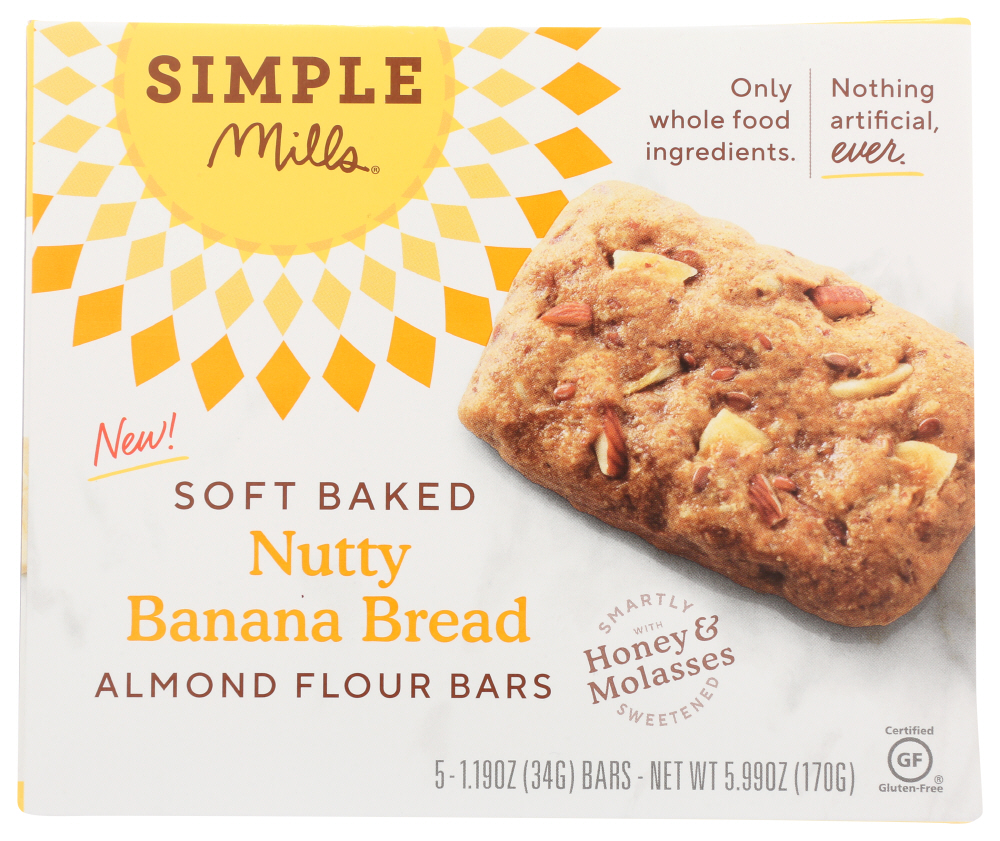 SIMPLE
Mills®
Only
whole food
ingredients.
Nothing
artificial,
ever.
New!
SOFT BAKED
Nutty
Banana Bread
ALMOND FLOUR BARS
SMARTLY
WITH
Honey &
Molasses
SWEETENED
5-1.19OZ (34G) BARS - NET WT 5.99OZ (170G)
Certified
GF
®
Gluten-Free